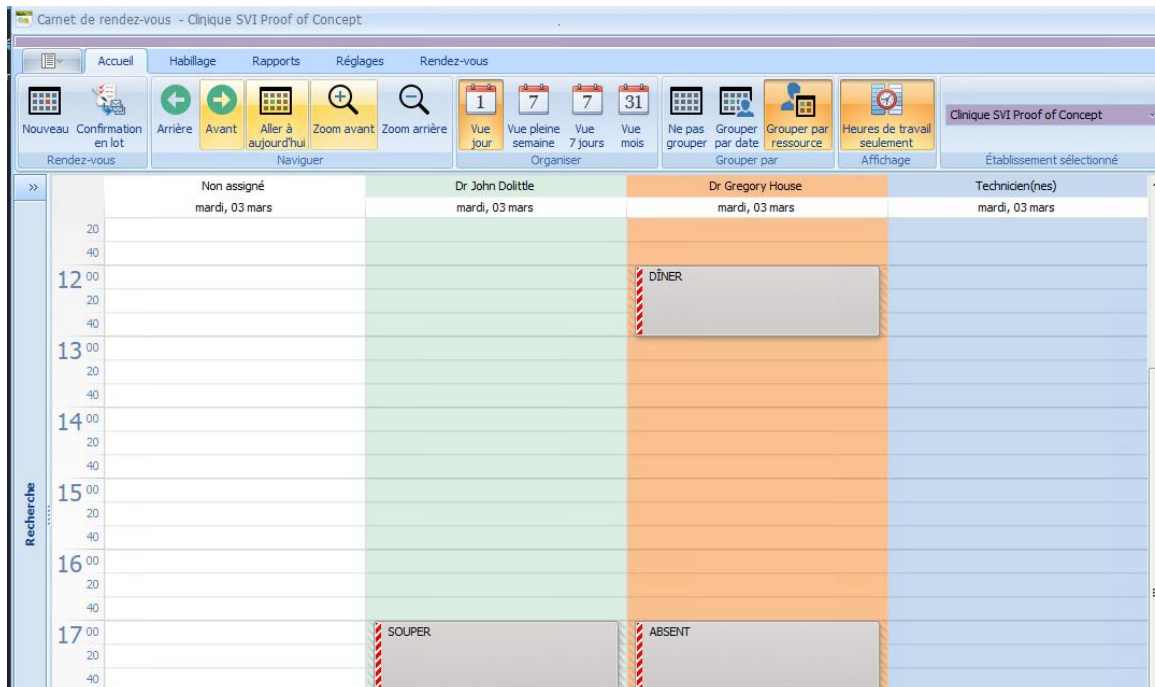 Carnet de rendez-vous - Clinique SVI Proof of Concept
Accueil Habillage Rapports Réglages Rendez-vous
Nouveau
Confirmation en lot
Rendez-vous
Arrière
Avant
Aller à aujourd'hui
Zoom avant
Zoom arrière
Naviguer
1
Vue jour
7
Vue pleine semaine
7
Vue 7 jours
31
Vue mois
Organiser
Ne pas grouper
Grouper par date
Grouper par ressource
Grouper par
Heures de travail seulement
Affichage
Clinique SVI Proof of Concept
Établissement sélectionné
»
Recherche
Non assigné Dr John Dolittle Dr Gregory House Technicien(nes)
mardi, 03 mars mardi, 03 mars mardi, 03 mars mardi, 03 mars
20
40
12 00 DÎNER
20
40
13 00
20
40
14 00
20
40
15 00
20
40
16 00
20
40
17 00 SOUPER ABSENT
20
40